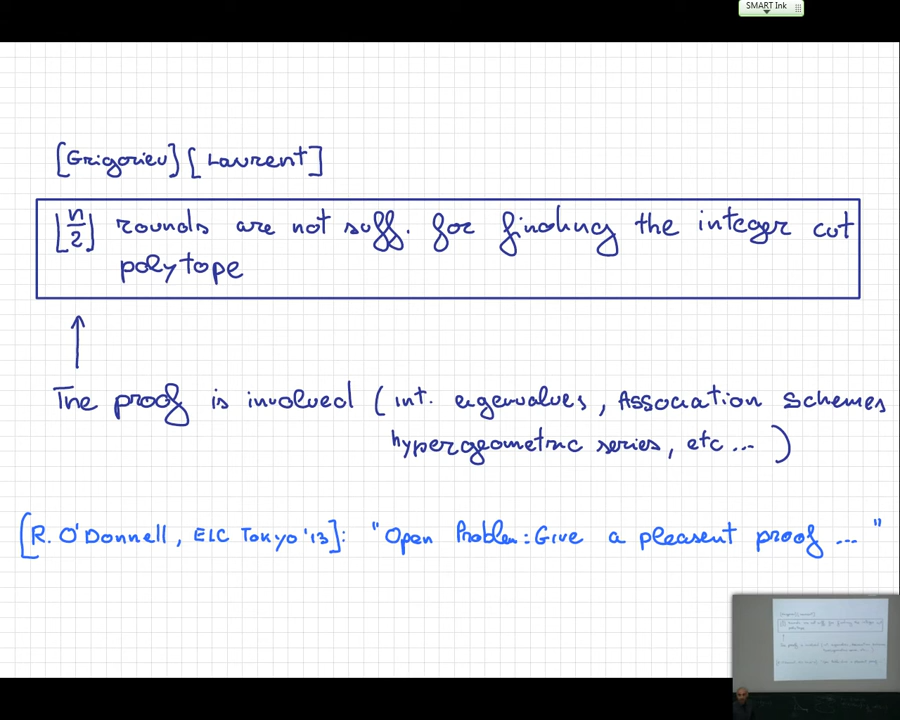 SMART Ink
[Grigoriev] [Laurent]
⌊n/2⌋ rounds are not suff. for finding the integer cut
polytope
The proof is involved (int. eigenvalues, Association schemes
hypergeometric series, etc ... )
[R. O'Donnell, ELC Tokyo '13]: "Open Problem: Give a pleasent proof ... "